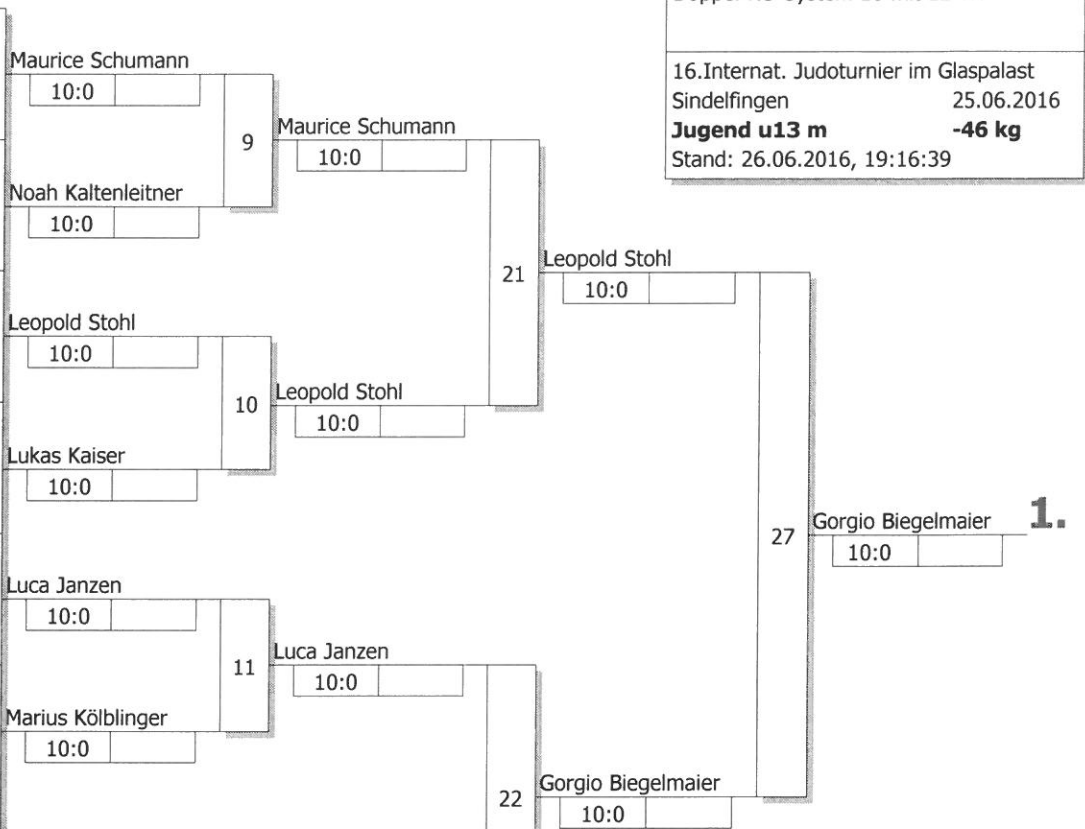 16.Internat. Judoturnier im Glaspalast
Sindelfingen 25.06.2016
Jugend u13 m -46 kg
Stand: 26.06.2016, 19:16:39
Maurice Schumann
10:0
9
Maurice Schumann
10:0
Noah Kaltenleitner
10:0
21
Leopold Stohl
10:0
Leopold Stohl
10:0
10
Leopold Stohl
10:0
Lukas Kaiser
10:0
27
Gorgio Biegelmaier 1.
10:0
Luca Janzen
10:0
11
Luca Janzen
10:0
Marius Kölblinger
10:0
22
Gorgio Biegelmaier
10:0